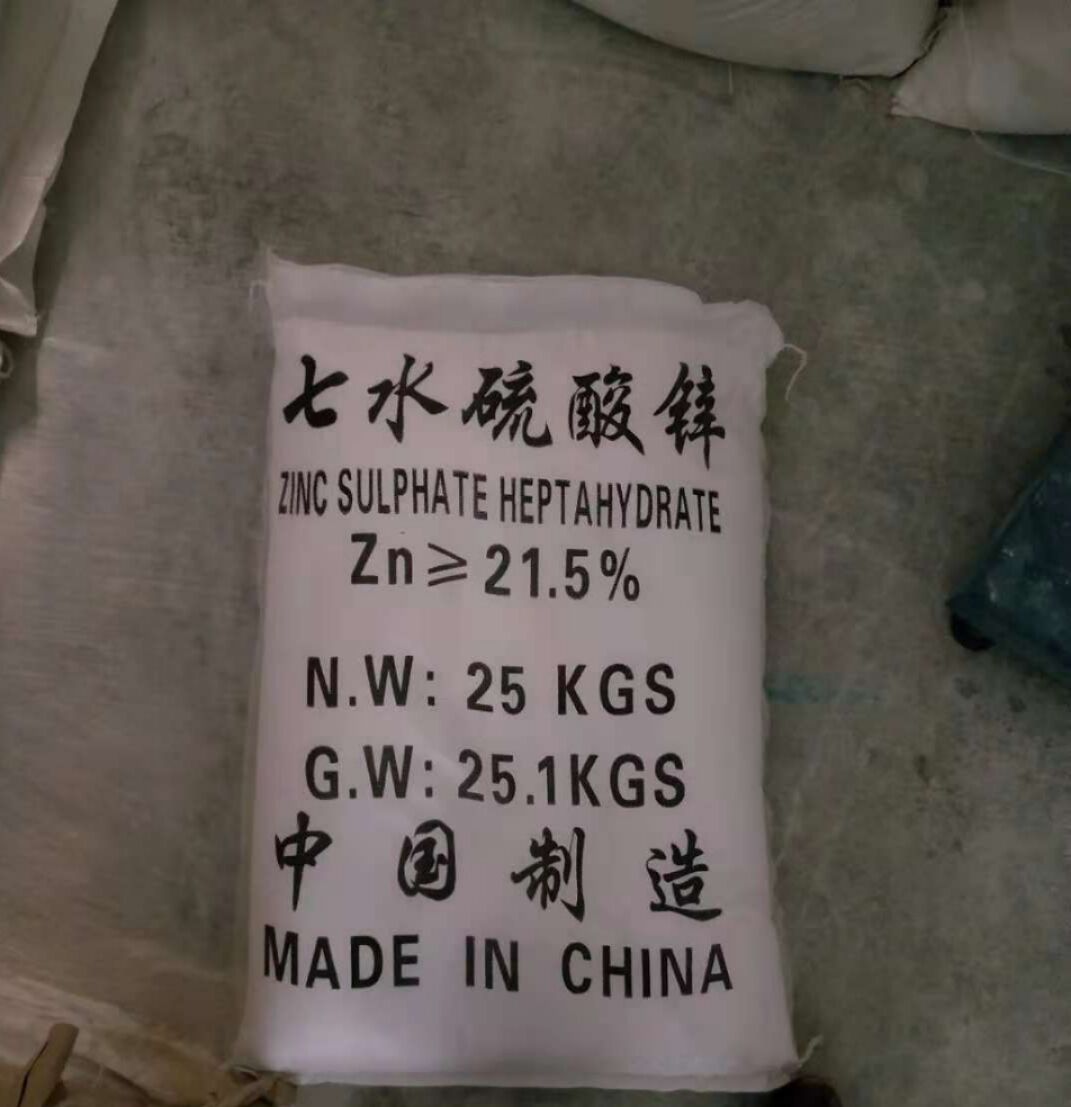 七水硫酸锌
ZINC SULPHATE HEPTAHYDRATE
Zn≥21.5%
N.W: 25 KGS
G.W: 25.1KGS
中国制造
MADE IN CHINA